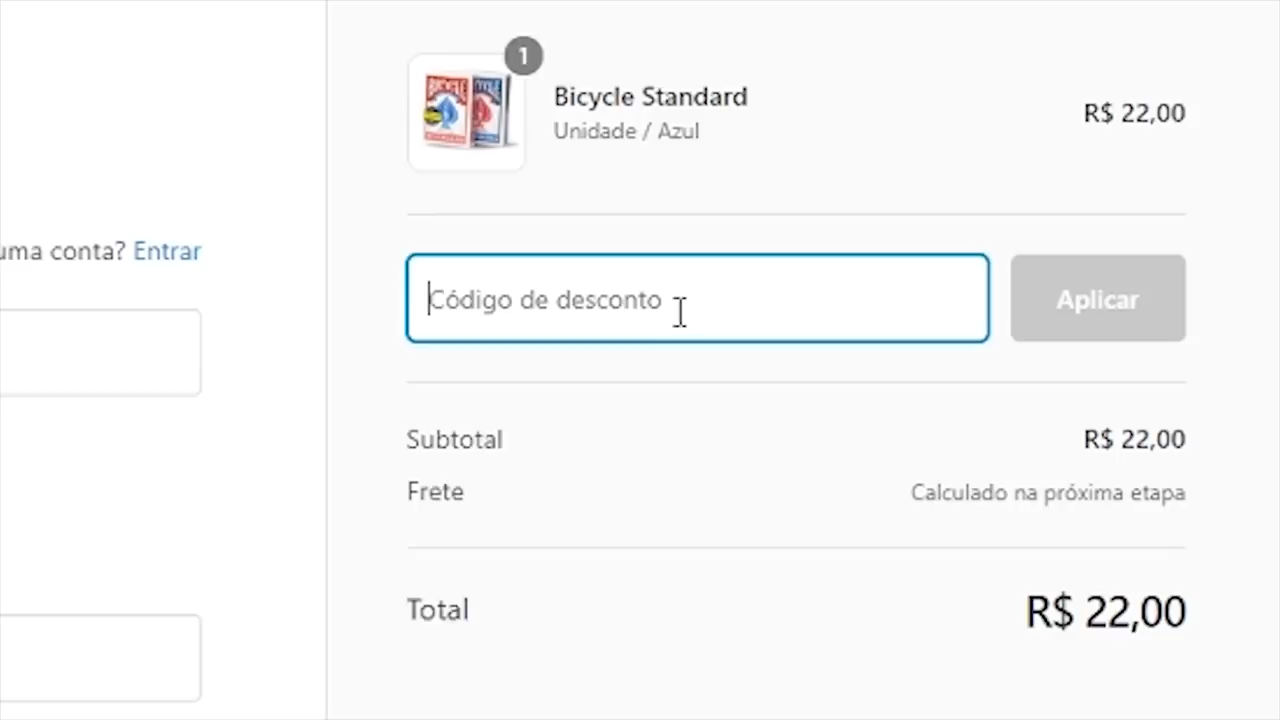 1
BICYCLE
Bicycle Standard
Unidade / Azul
R$ 22,00
uma conta? Entrar
Código de desconto
Aplicar
Subtotal
R$ 22,00
Frete
Calculado na próxima etapa
Total
R$ 22,00